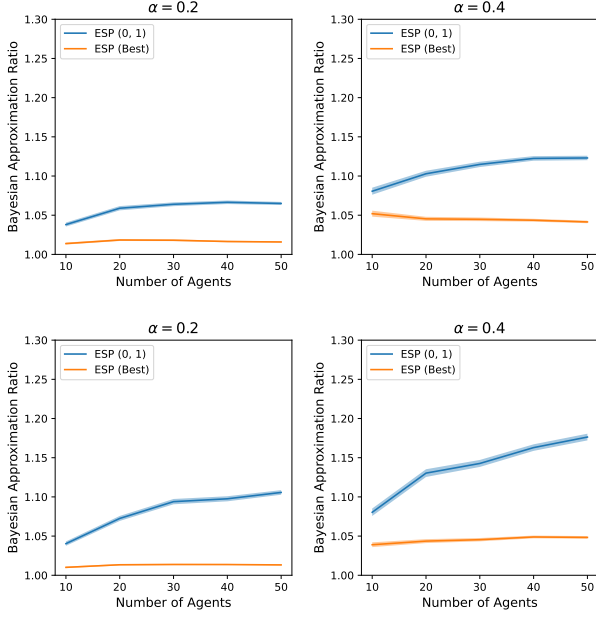 α = 0.2
1.30
1.25
1.20
1.15
1.10
1.05
1.00
Bayesian Approximation Ratio
ESP (0, 1)
ESP (Best)
10 20 30 40 50
Number of Agents
α = 0.4
1.30
1.25
1.20
1.15
1.10
1.05
1.00
Bayesian Approximation Ratio
ESP (0, 1)
ESP (Best)
10 20 30 40 50
Number of Agents
α = 0.2
1.30
1.25
1.20
1.15
1.10
1.05
1.00
Bayesian Approximation Ratio
ESP (0, 1)
ESP (Best)
10 20 30 40 50
Number of Agents
α = 0.4
1.30
1.25
1.20
1.15
1.10
1.05
1.00
Bayesian Approximation Ratio
ESP (0, 1)
ESP (Best)
10 20 30 40 50
Number of Agents